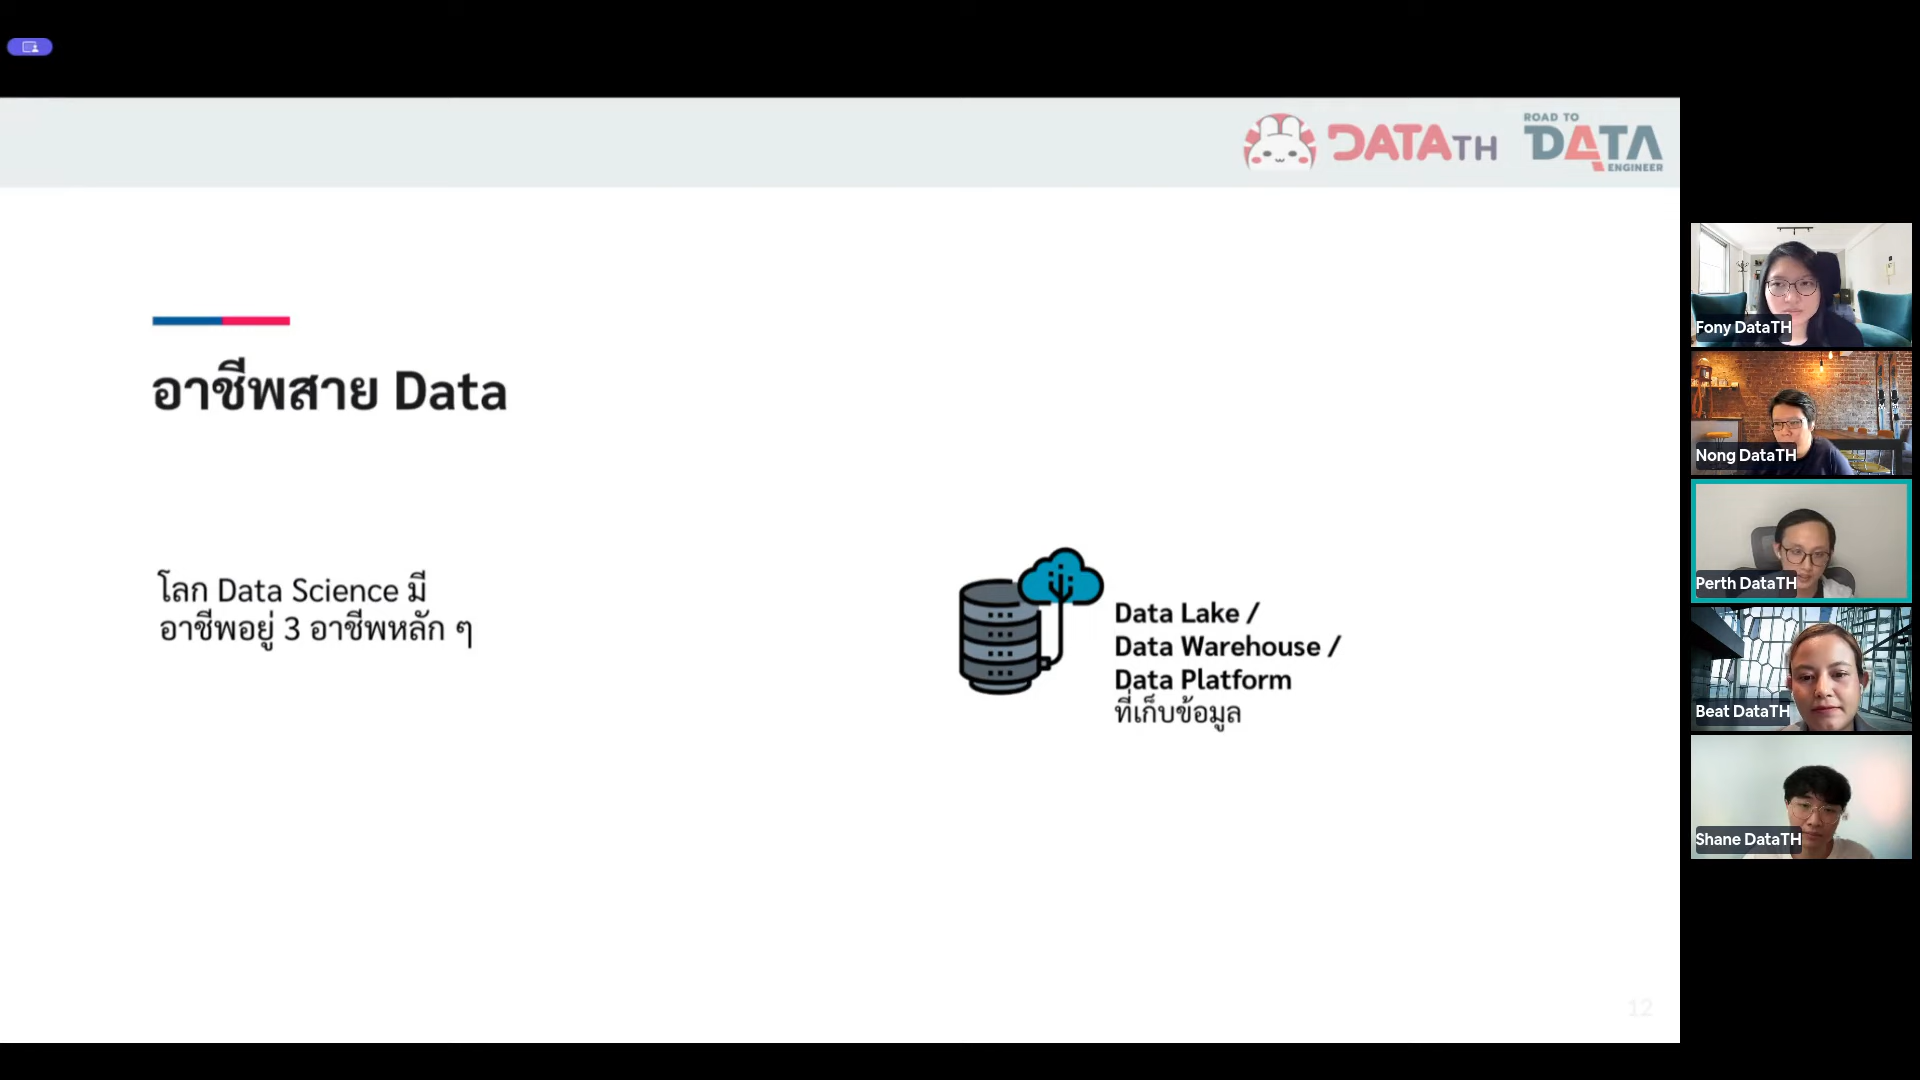 DATATH
ROAD TO
DATA
ENGINEER
อาชีพสาย Data
โลก Data Science มี
อาชีพอยู่ 3 อาชีพหลัก ๆ
Data Lake /
Data Warehouse /
Data Platform
ที่เก็บข้อมูล
12
Fony DataTH
Nong DataTH
Perth DataTH
Beat DataTH
Shane DataTH